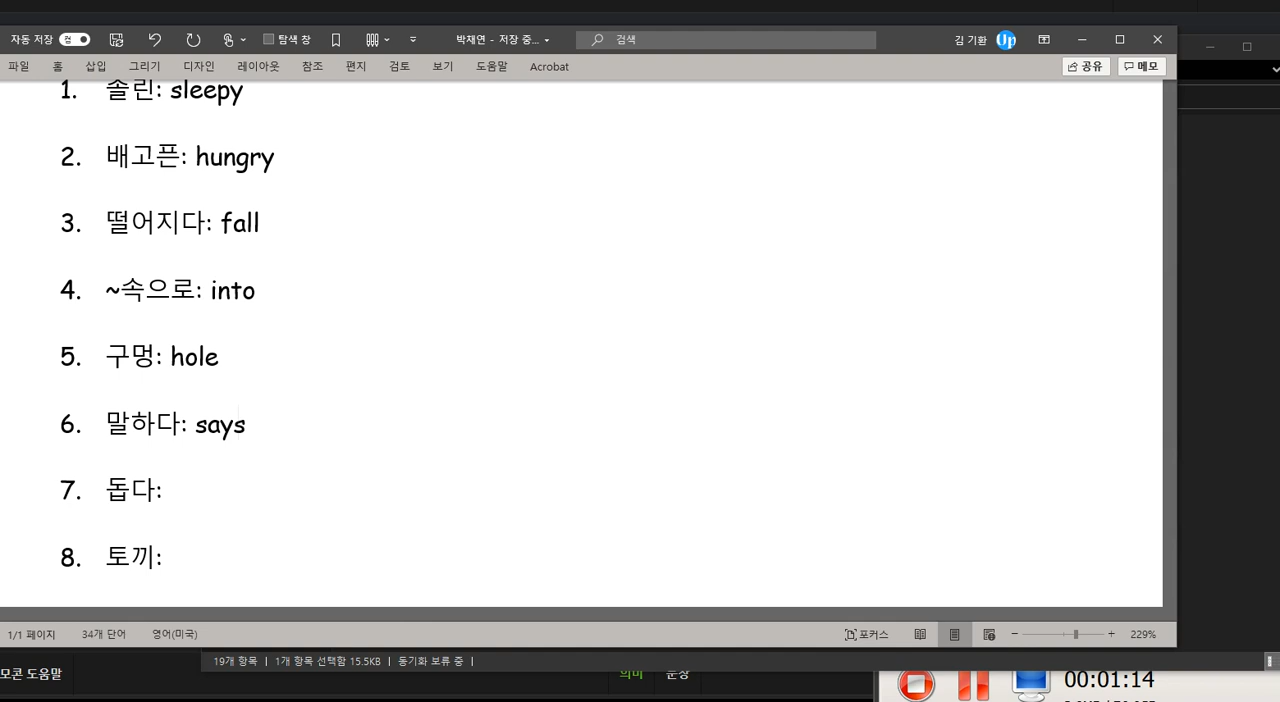 자동 저장 켬 탐색 창 박채연 - 저장 중... 검색 김 기환 Up
파일 홈 삽입 그리기 디자인 레이아웃 참조 편지 검토 보기 도움말 Acrobat 공유 메모
1. 졸린: sleepy
2. 배고픈: hungry
3. 떨어지다: fall
4. ~속으로: into
5. 구멍: hole
6. 말하다: says
7. 돕다:
8. 토끼:
1/1 페이지 34개 단어 영어(미국) 포커스 229%
19개 항목 | 1개 항목 선택함 15.5KB | 동기화 보류 중 |
모콘 도움말 의미 문장 00:01:14